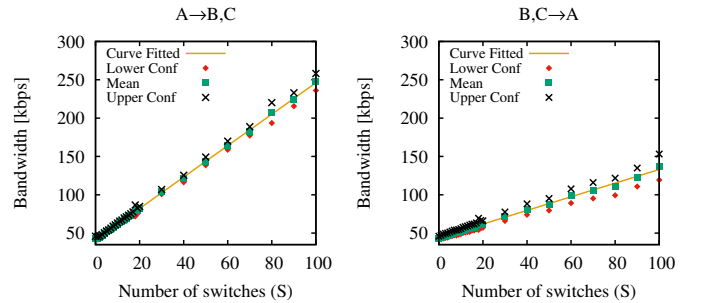 A→B,C
300
250
200
150
100
50
0 20 40 60 80 100
Bandwidth [kbps]
Number of switches (S)
Curve Fitted
Lower Conf
Mean
Upper Conf
B,C→A
300
250
200
150
100
50
0 20 40 60 80 100
Bandwidth [kbps]
Number of switches (S)
Curve Fitted
Lower Conf
Mean
Upper Conf